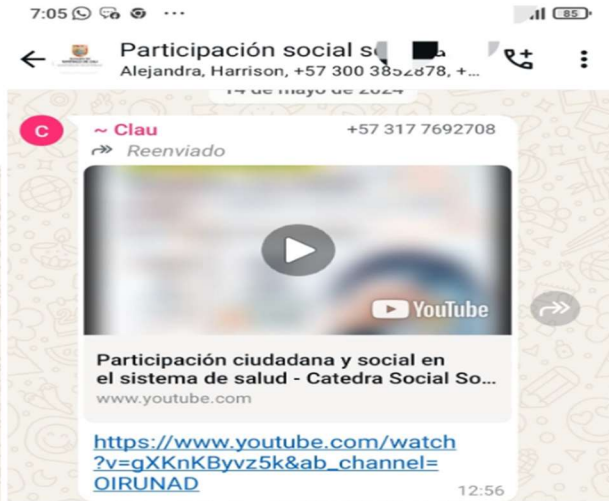 7:05
85
Participación social s
Alejandra, Harrison, +57 300 3852878, +...
14 de mayo de 2024
C
~ Clau +57 317 7692708
Reenviado
YouTube
Participación ciudadana y social en
el sistema de salud - Catedra Social So...
www.youtube.com
https://www.youtube.com/watch
?v=gXKnKByvz5k&ab_channel=
OIRUNAD
12:56